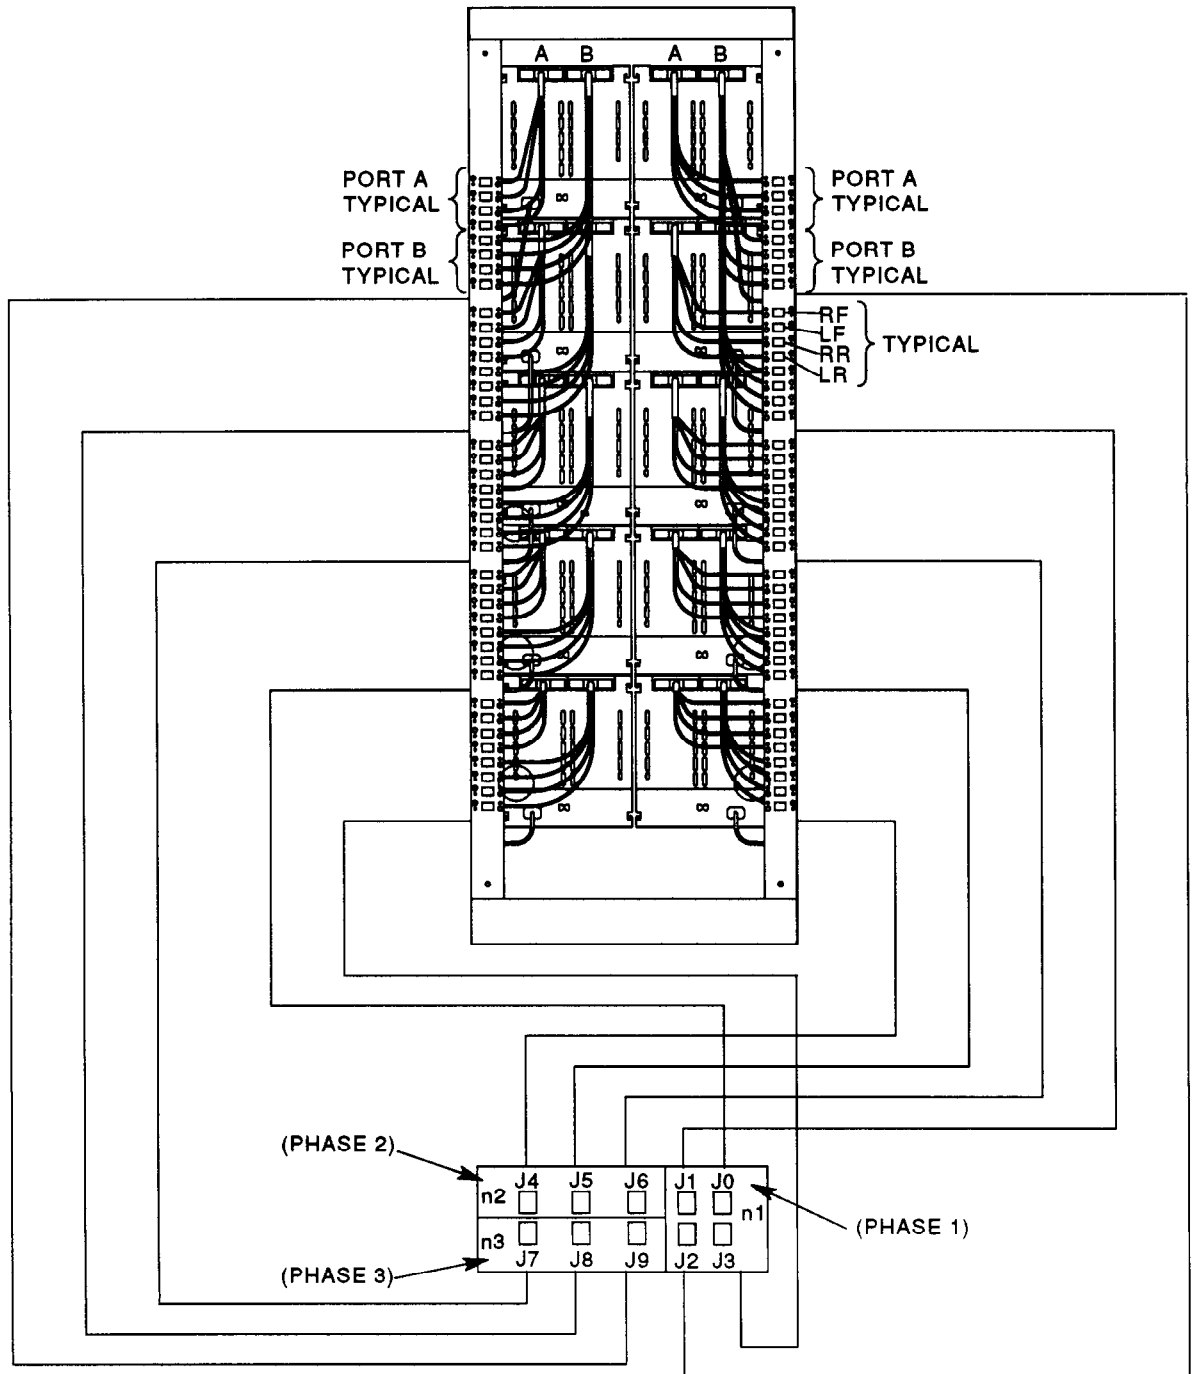 A B A B
PORT A
TYPICAL
PORT A
TYPICAL
PORT B
TYPICAL
PORT B
TYPICAL
RF
LF
RR
LR
TYPICAL
(PHASE 2)
n2 J4 J5 J6 J1 J0
n1
(PHASE 1)
n3 J7 J8 J9 J2 J3
(PHASE 3)